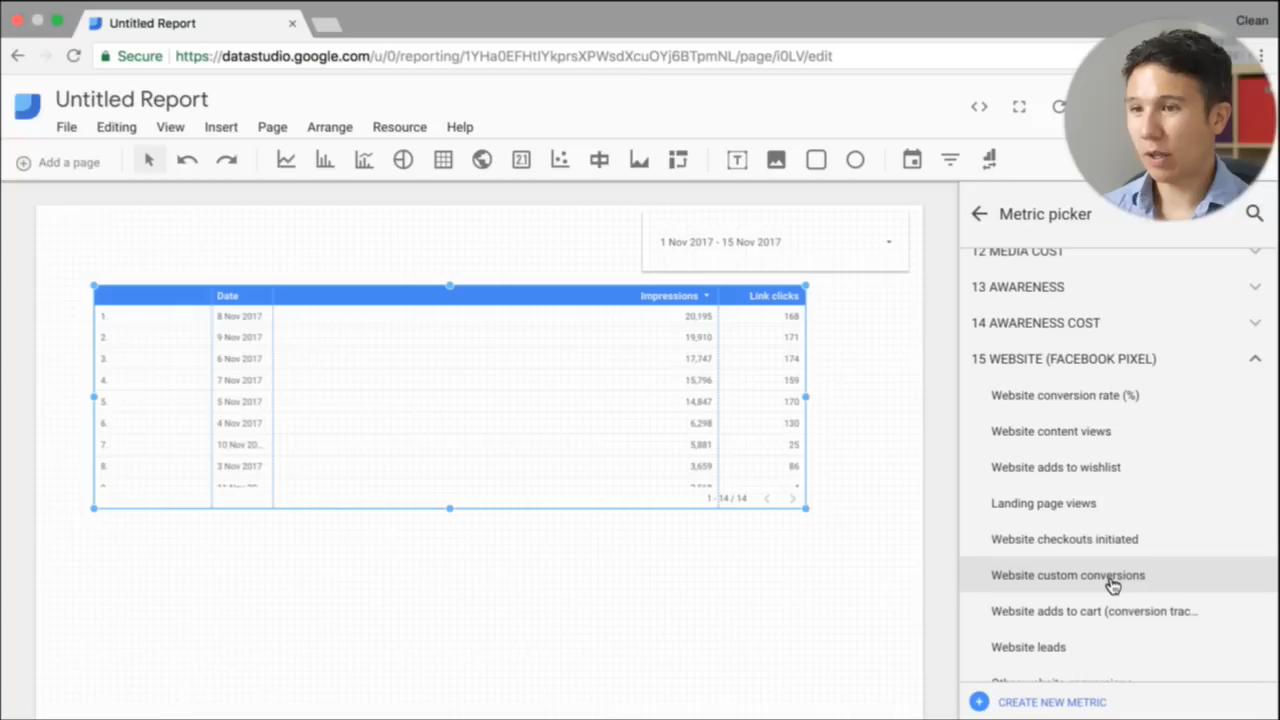 Untitled Report
Clean
Secure https://datastudio.google.com/u/0/reporting/1YHa0EFHtIYkprsXPWsdXcuOYj6BTpmNL/page/i0LV/edit
Untitled Report
File Editing View Insert Page Arrange Resource Help
Add a page
Metric picker
1 Nov 2017 - 15 Nov 2017
12 MEDIA COST
13 AWARENESS
14 AWARENESS COST
15 WEBSITE (FACEBOOK PIXEL)
Website conversion rate (%)
Website content views
Website adds to wishlist
Landing page views
Website checkouts initiated
Website custom conversions
Website adds to cart (conversion trac...
Website leads
CREATE NEW METRIC
Date Impressions Link clicks
1. 8 Nov 2017 20,195 168
2. 9 Nov 2017 19,910 171
3. 6 Nov 2017 17,747 174
4. 7 Nov 2017 15,796 159
5. 5 Nov 2017 14,847 170
6. 4 Nov 2017 6,298 130
7. 10 Nov 20... 5,881 25
8. 3 Nov 2017 3,659 86
1 - 14 / 14